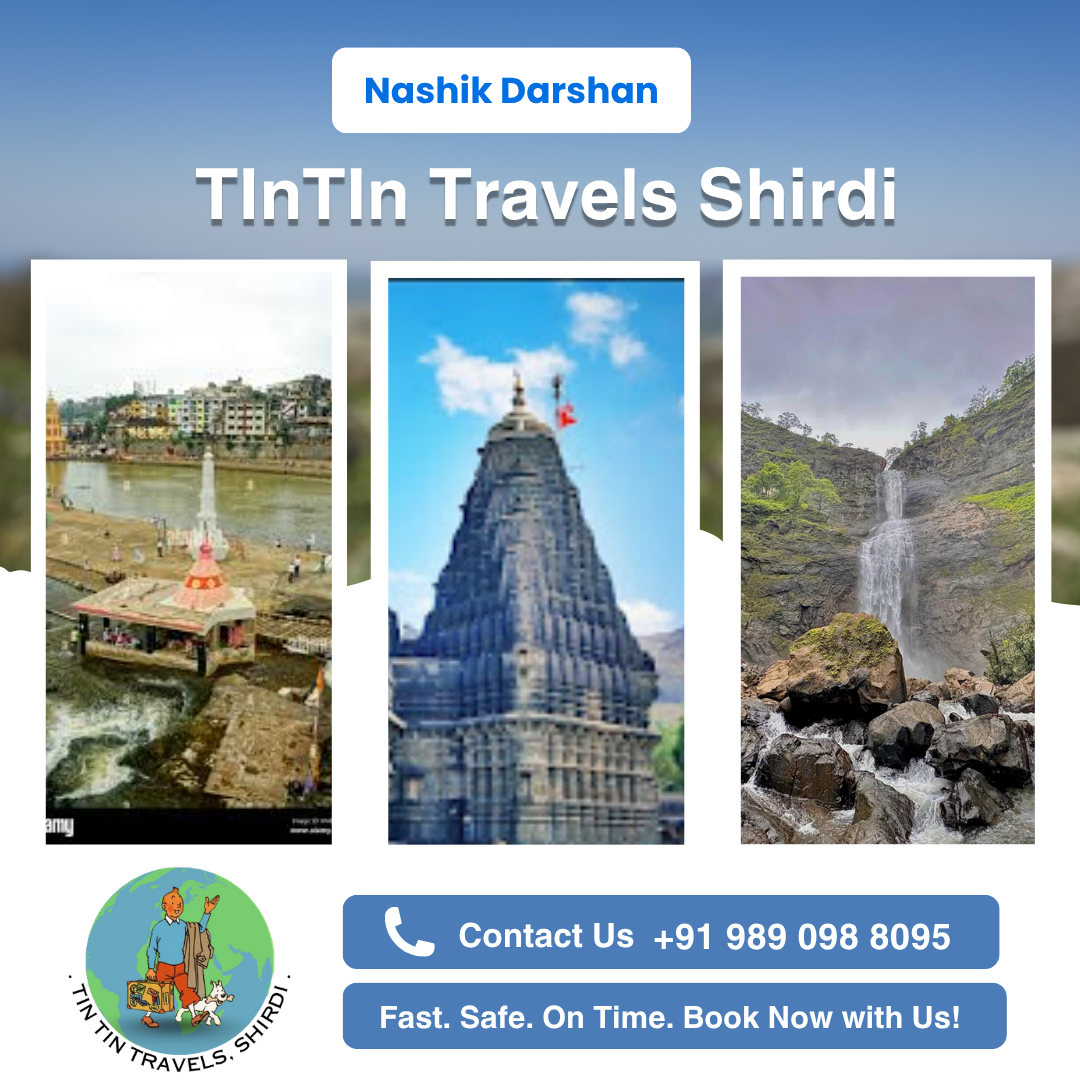 Nashik Darshan
TInTIn Travels Shirdi
amy
Contact Us +91 989 098 8095
Fast. Safe. On Time. Book Now with Us!
· TIN TIN TRAVELS, SHIRDI ·